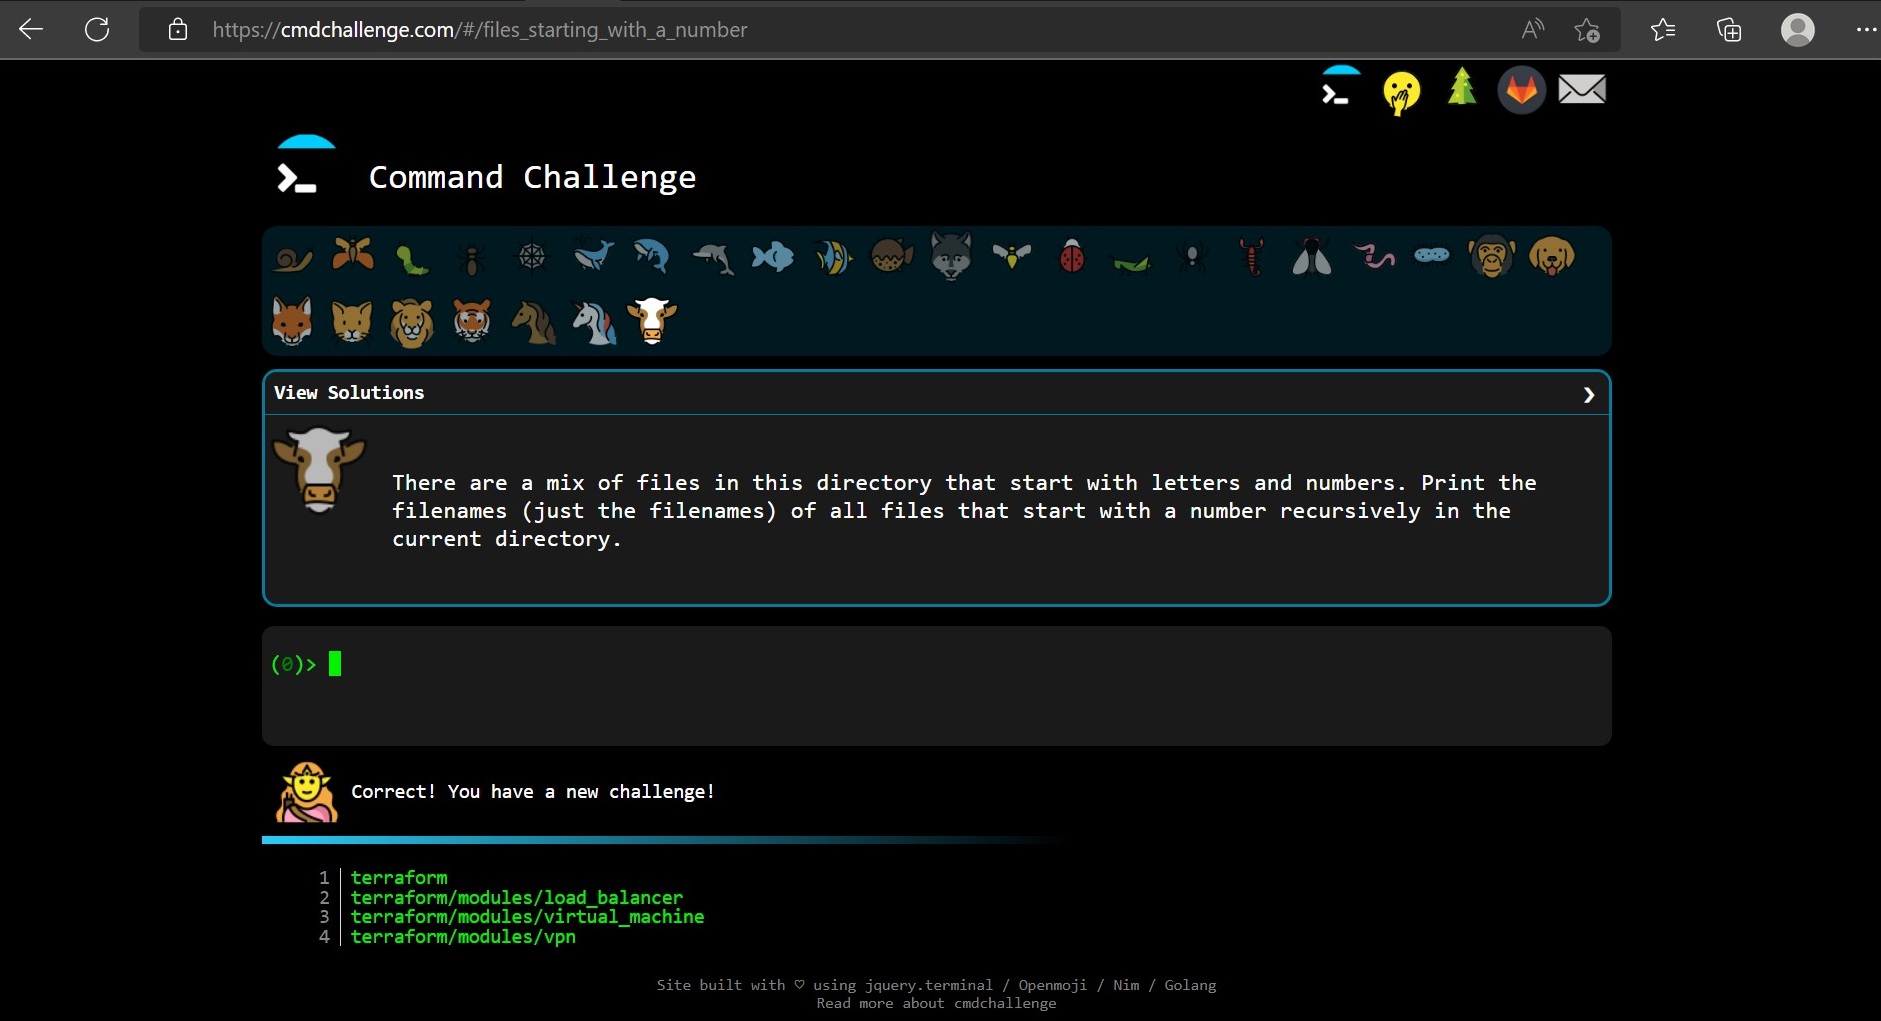 https://cmdchallenge.com/#/files_starting_with_a_number
Command Challenge
View Solutions
There are a mix of files in this directory that start with letters and numbers. Print the
filenames (just the filenames) of all files that start with a number recursively in the
current directory.
(0)>
Correct! You have a new challenge!
1 terraform
2 terraform/modules/load_balancer
3 terraform/modules/virtual_machine
4 terraform/modules/vpn
Site built with ♡ using jquery.terminal / Openmoji / Nim / Golang
Read more about cmdchallenge